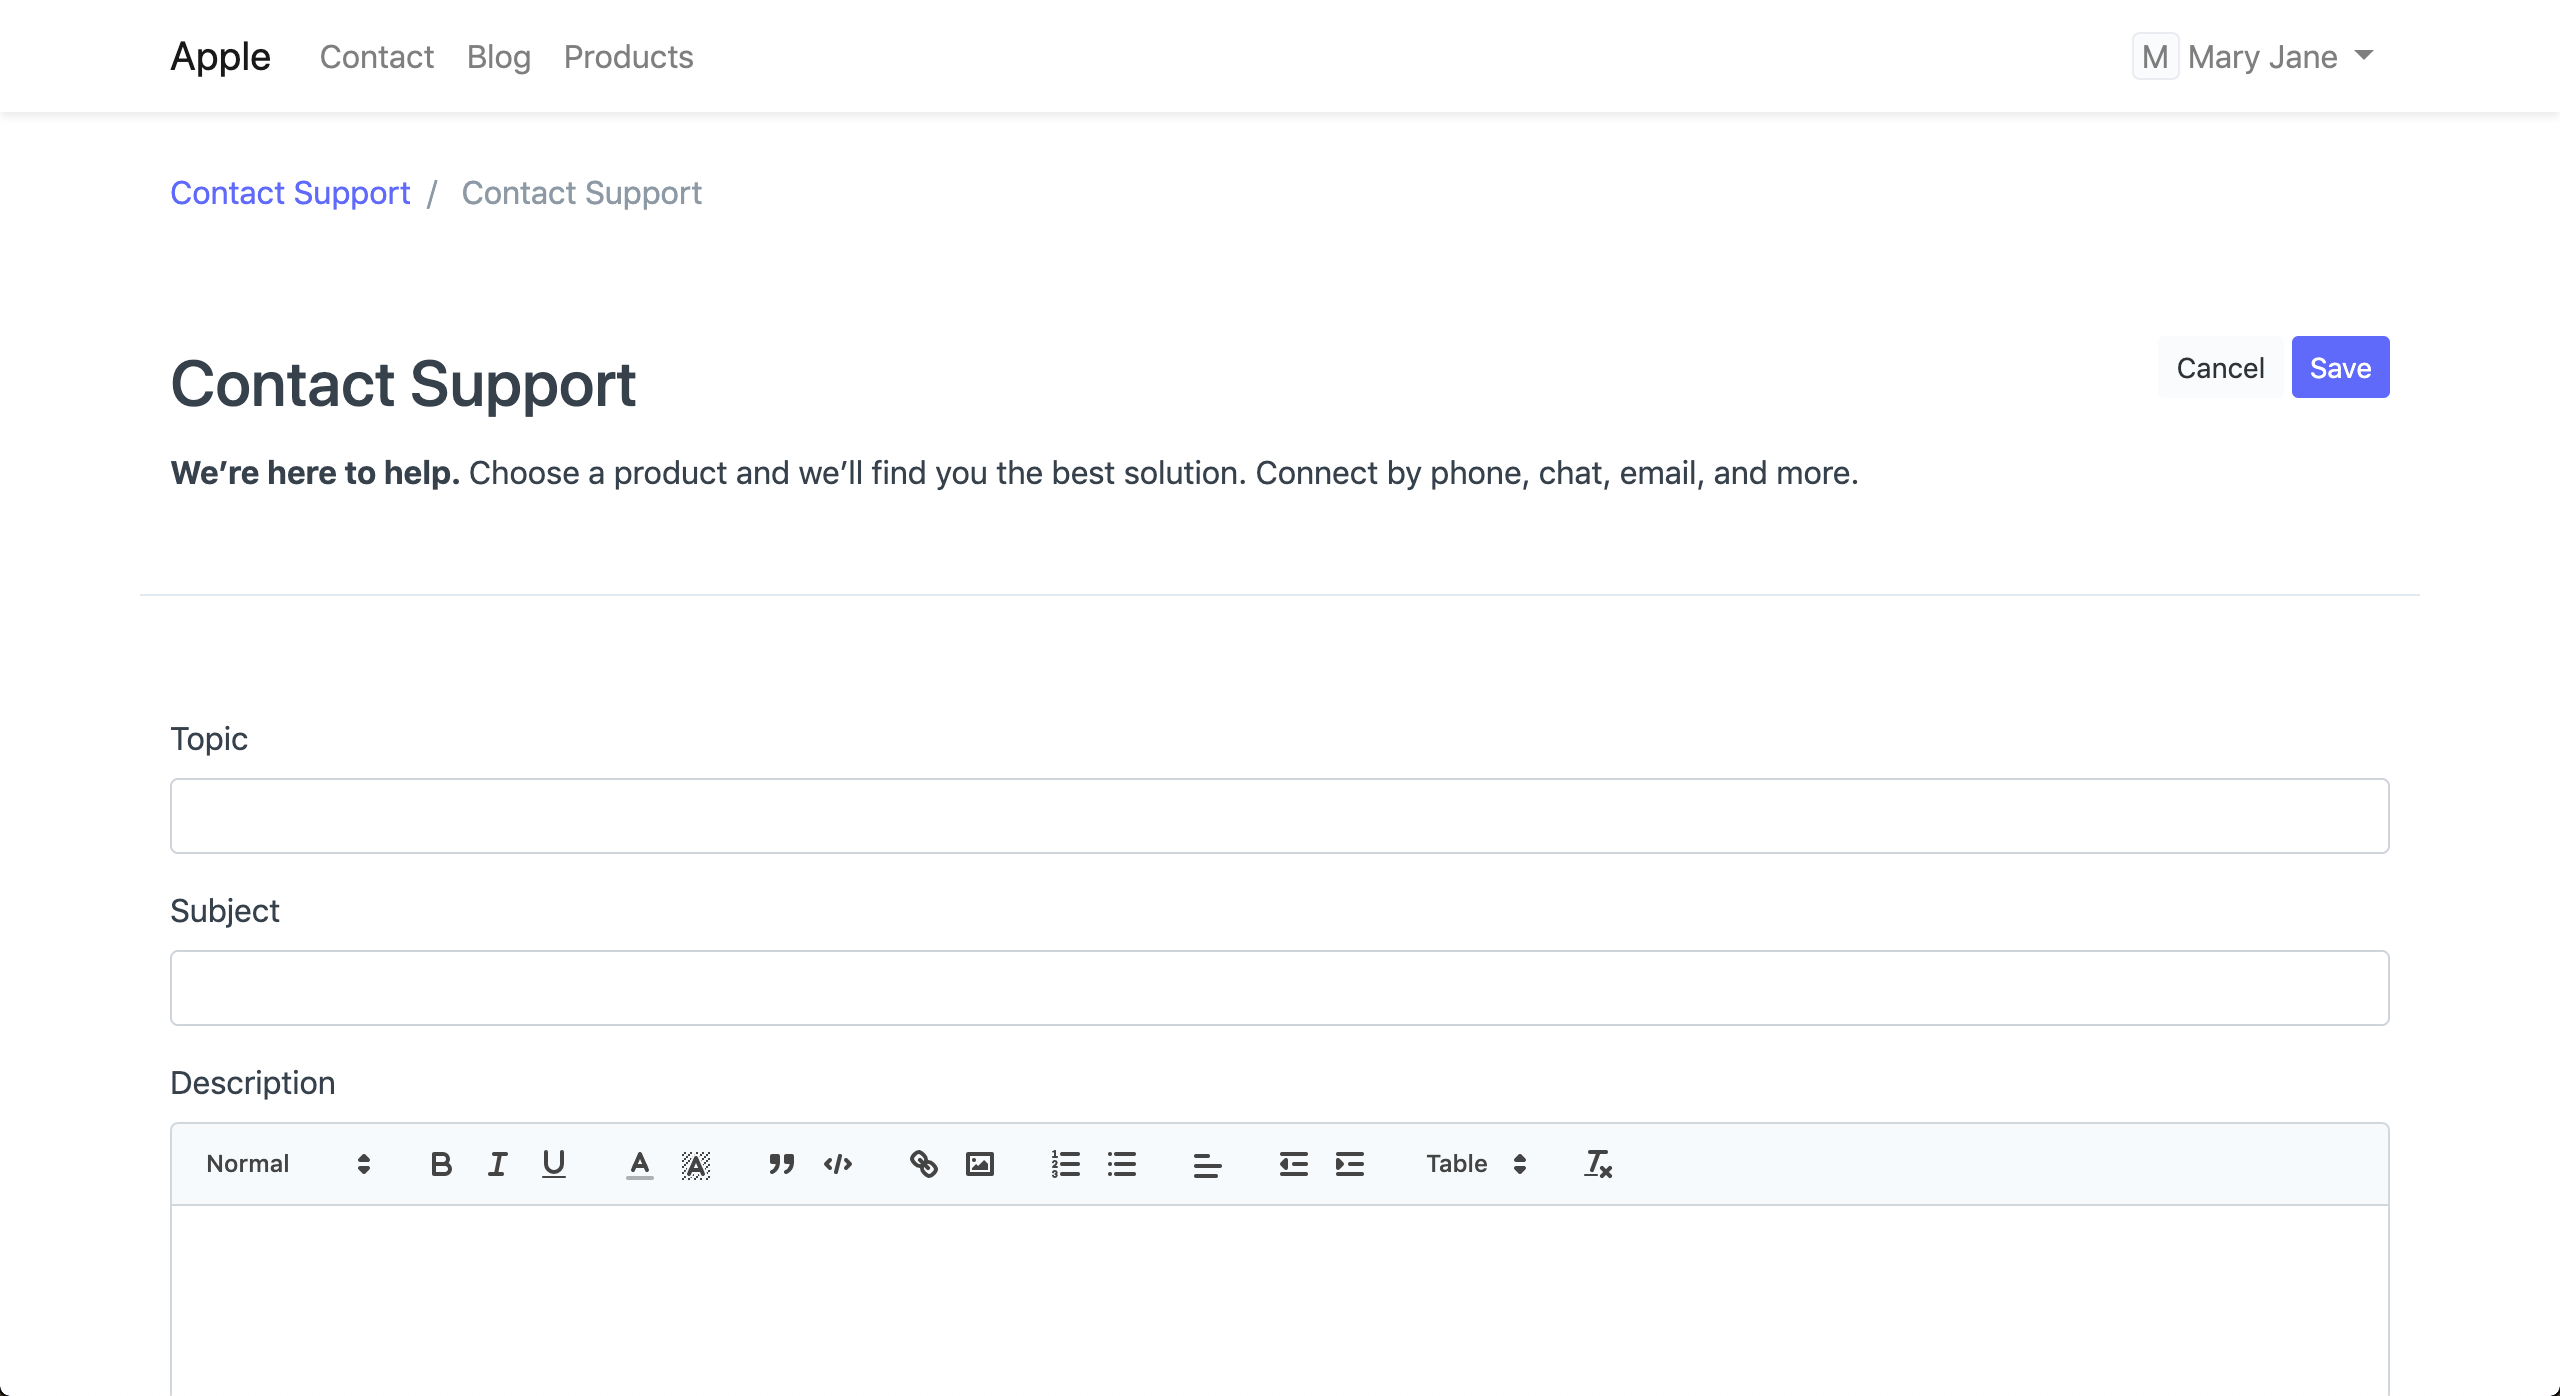 Apple Contact Blog Products M Mary Jane
Contact Support / Contact Support
Contact Support
Cancel Save
We’re here to help. Choose a product and we’ll find you the best solution. Connect by phone, chat, email, and more.
Topic
Subject
Description
Normal B I U A A Table